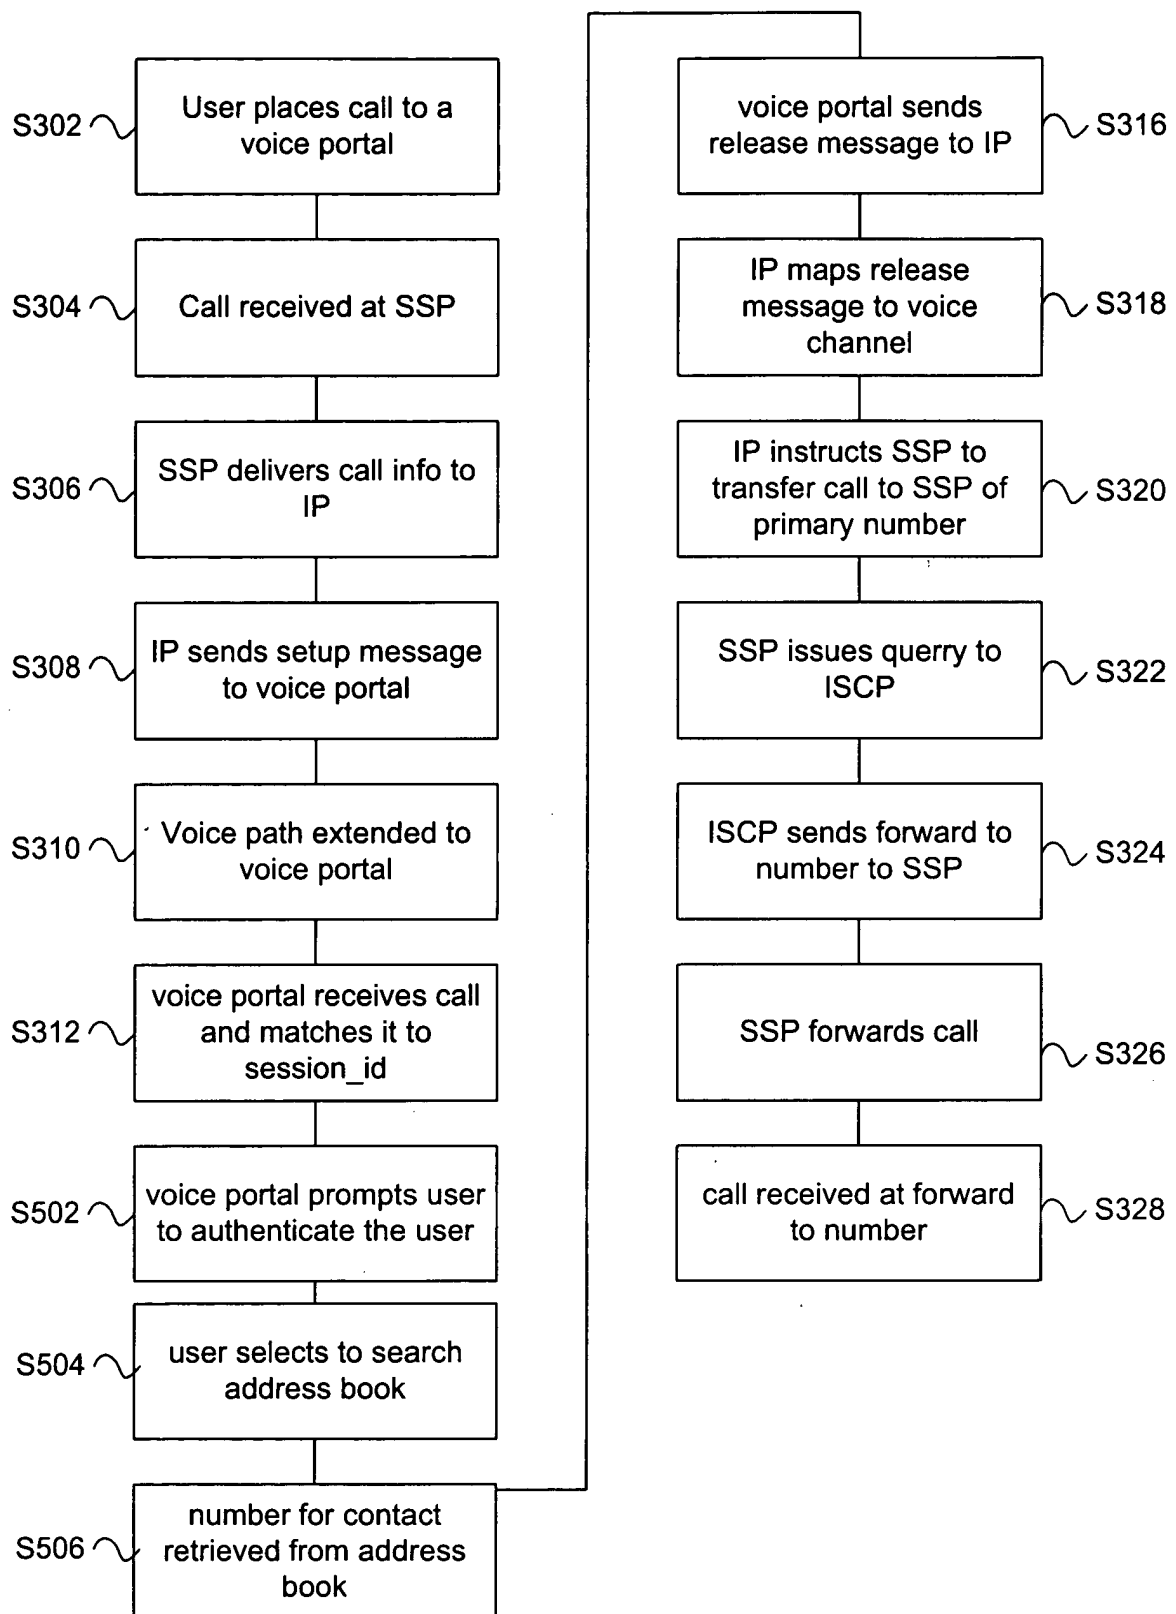 S302
User places call to a
voice portal
S304
Call received at SSP
S306
SSP delivers call info to
IP
S308
IP sends setup message
to voice portal
S310
Voice path extended to
voice portal
S312
voice portal receives call
and matches it to
session_id
S502
voice portal prompts user
to authenticate the user
S504
user selects to search
address book
S506
number for contact
retrieved from address
book
voice portal sends
release message to IP
S316
IP maps release
message to voice
channel
S318
IP instructs SSP to
transfer call to SSP of
primary number
S320
SSP issues querry to
ISCP
S322
ISCP sends forward to
number to SSP
S324
SSP forwards call
S326
call received at forward
to number
S328